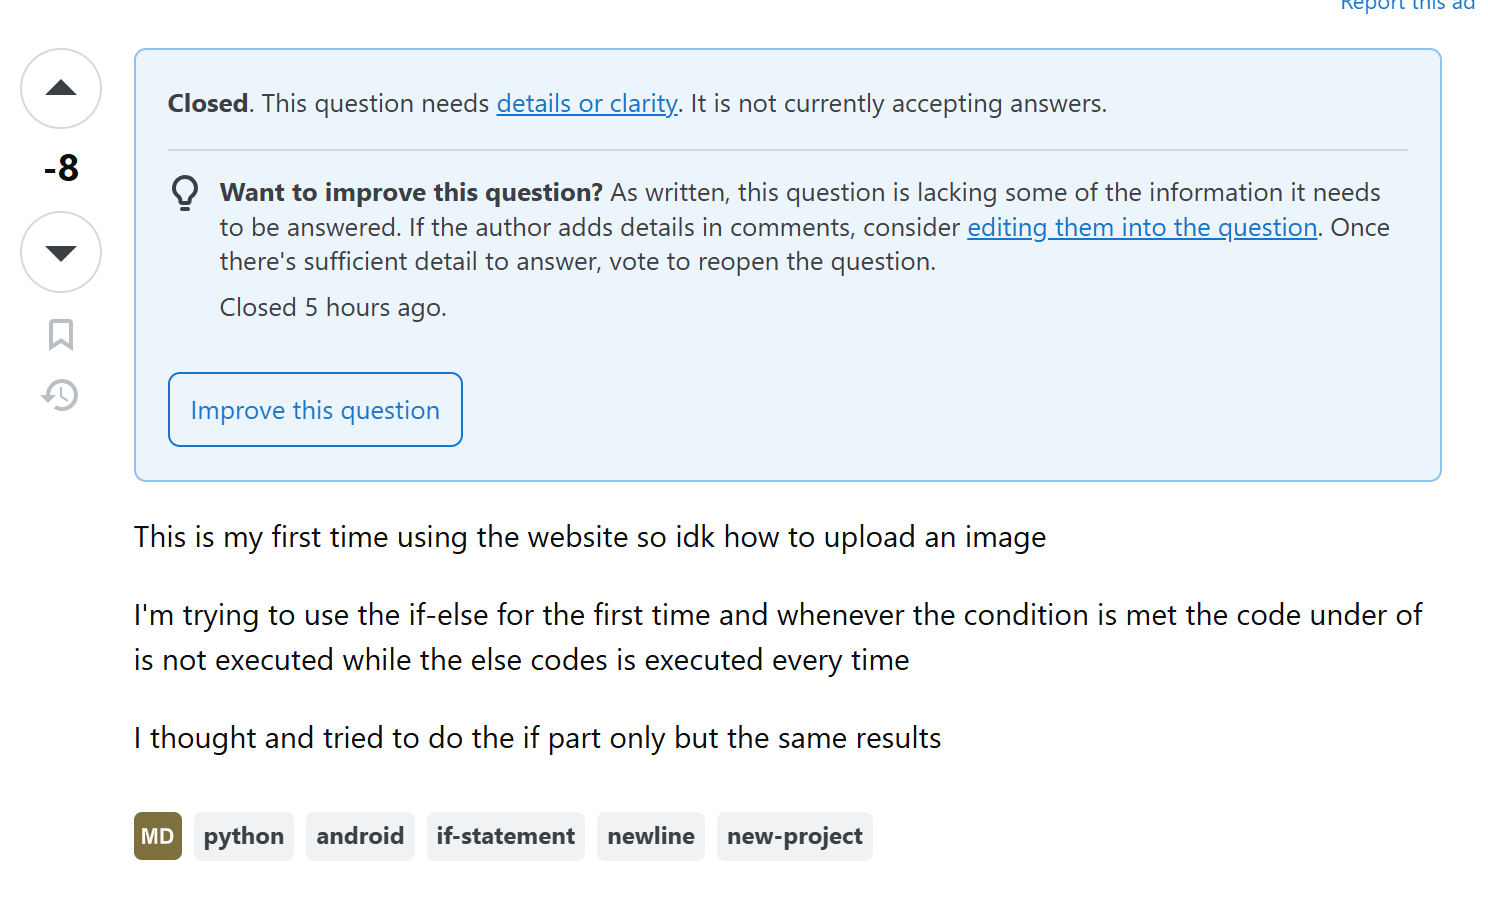 Report this ad
Closed. This question needs details or clarity. It is not currently accepting answers.
-8
Want to improve this question? As written, this question is lacking some of the information it needs
to be answered. If the author adds details in comments, consider editing them into the question. Once
there's sufficient detail to answer, vote to reopen the question.
Closed 5 hours ago.
Improve this question
This is my first time using the website so idk how to upload an image
I'm trying to use the if-else for the first time and whenever the condition is met the code under of
is not executed while the else codes is executed every time
I thought and tried to do the if part only but the same results
MD python android if-statement newline new-project